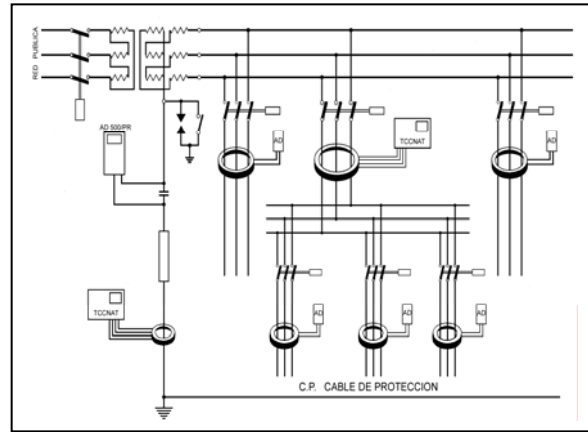 RED PUBLICA
AD 500/PR
AD
TCCNAT
AD
TCCNAT
AD
AD
AD
C.P. CABLE DE PROTECCION